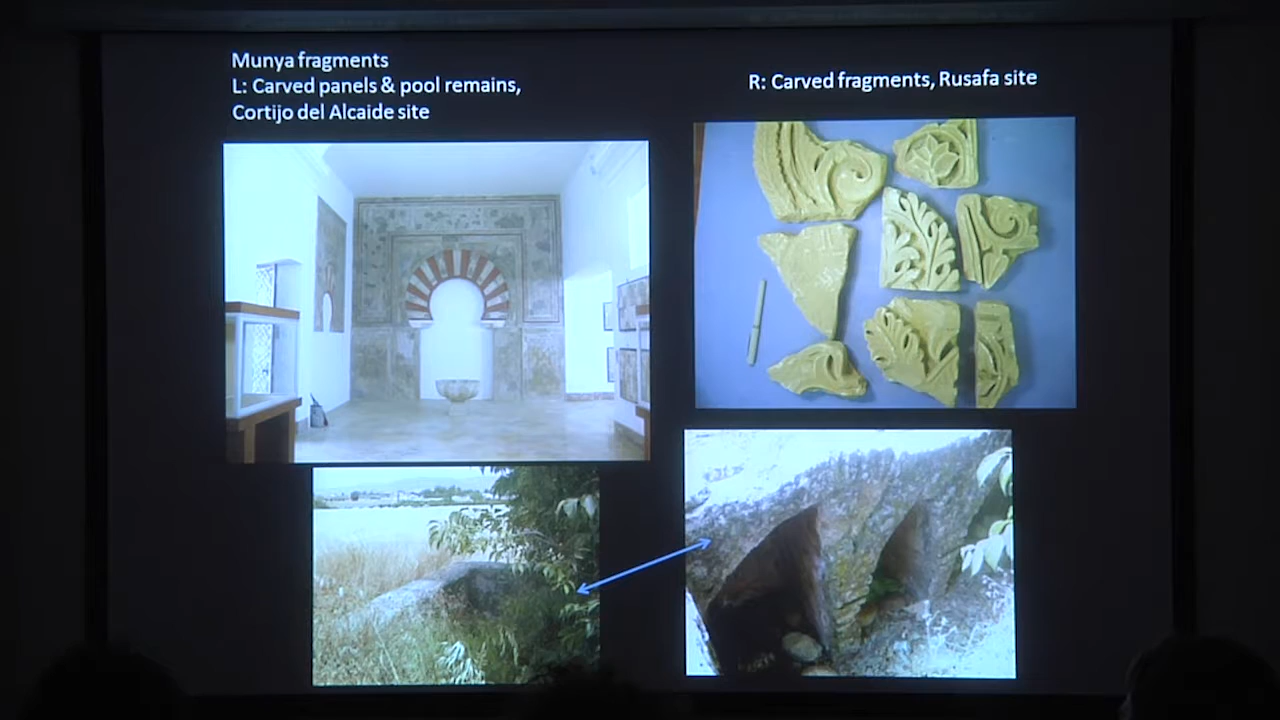 Munya fragments
L: Carved panels & pool remains,
Cortijo del Alcaide site
R: Carved fragments, Rusafa site